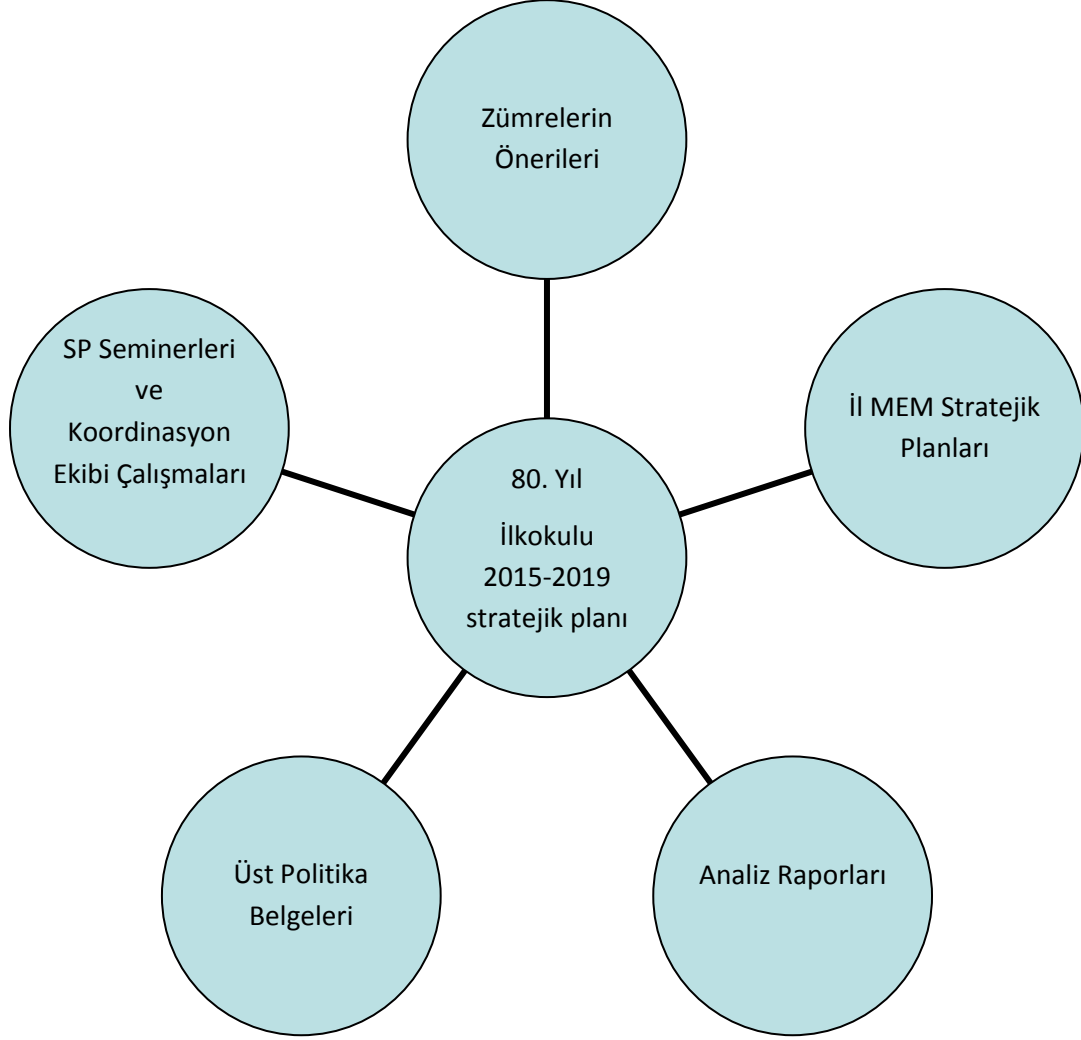 Zümrelerin
Önerileri
SP Seminerleri
ve
Koordinasyon
Ekibi Çalışmaları
İl MEM Stratejik
Planları
80. Yıl
İlkokulu
2015-2019
stratejik planı
Üst Politika
Belgeleri
Analiz Raporları